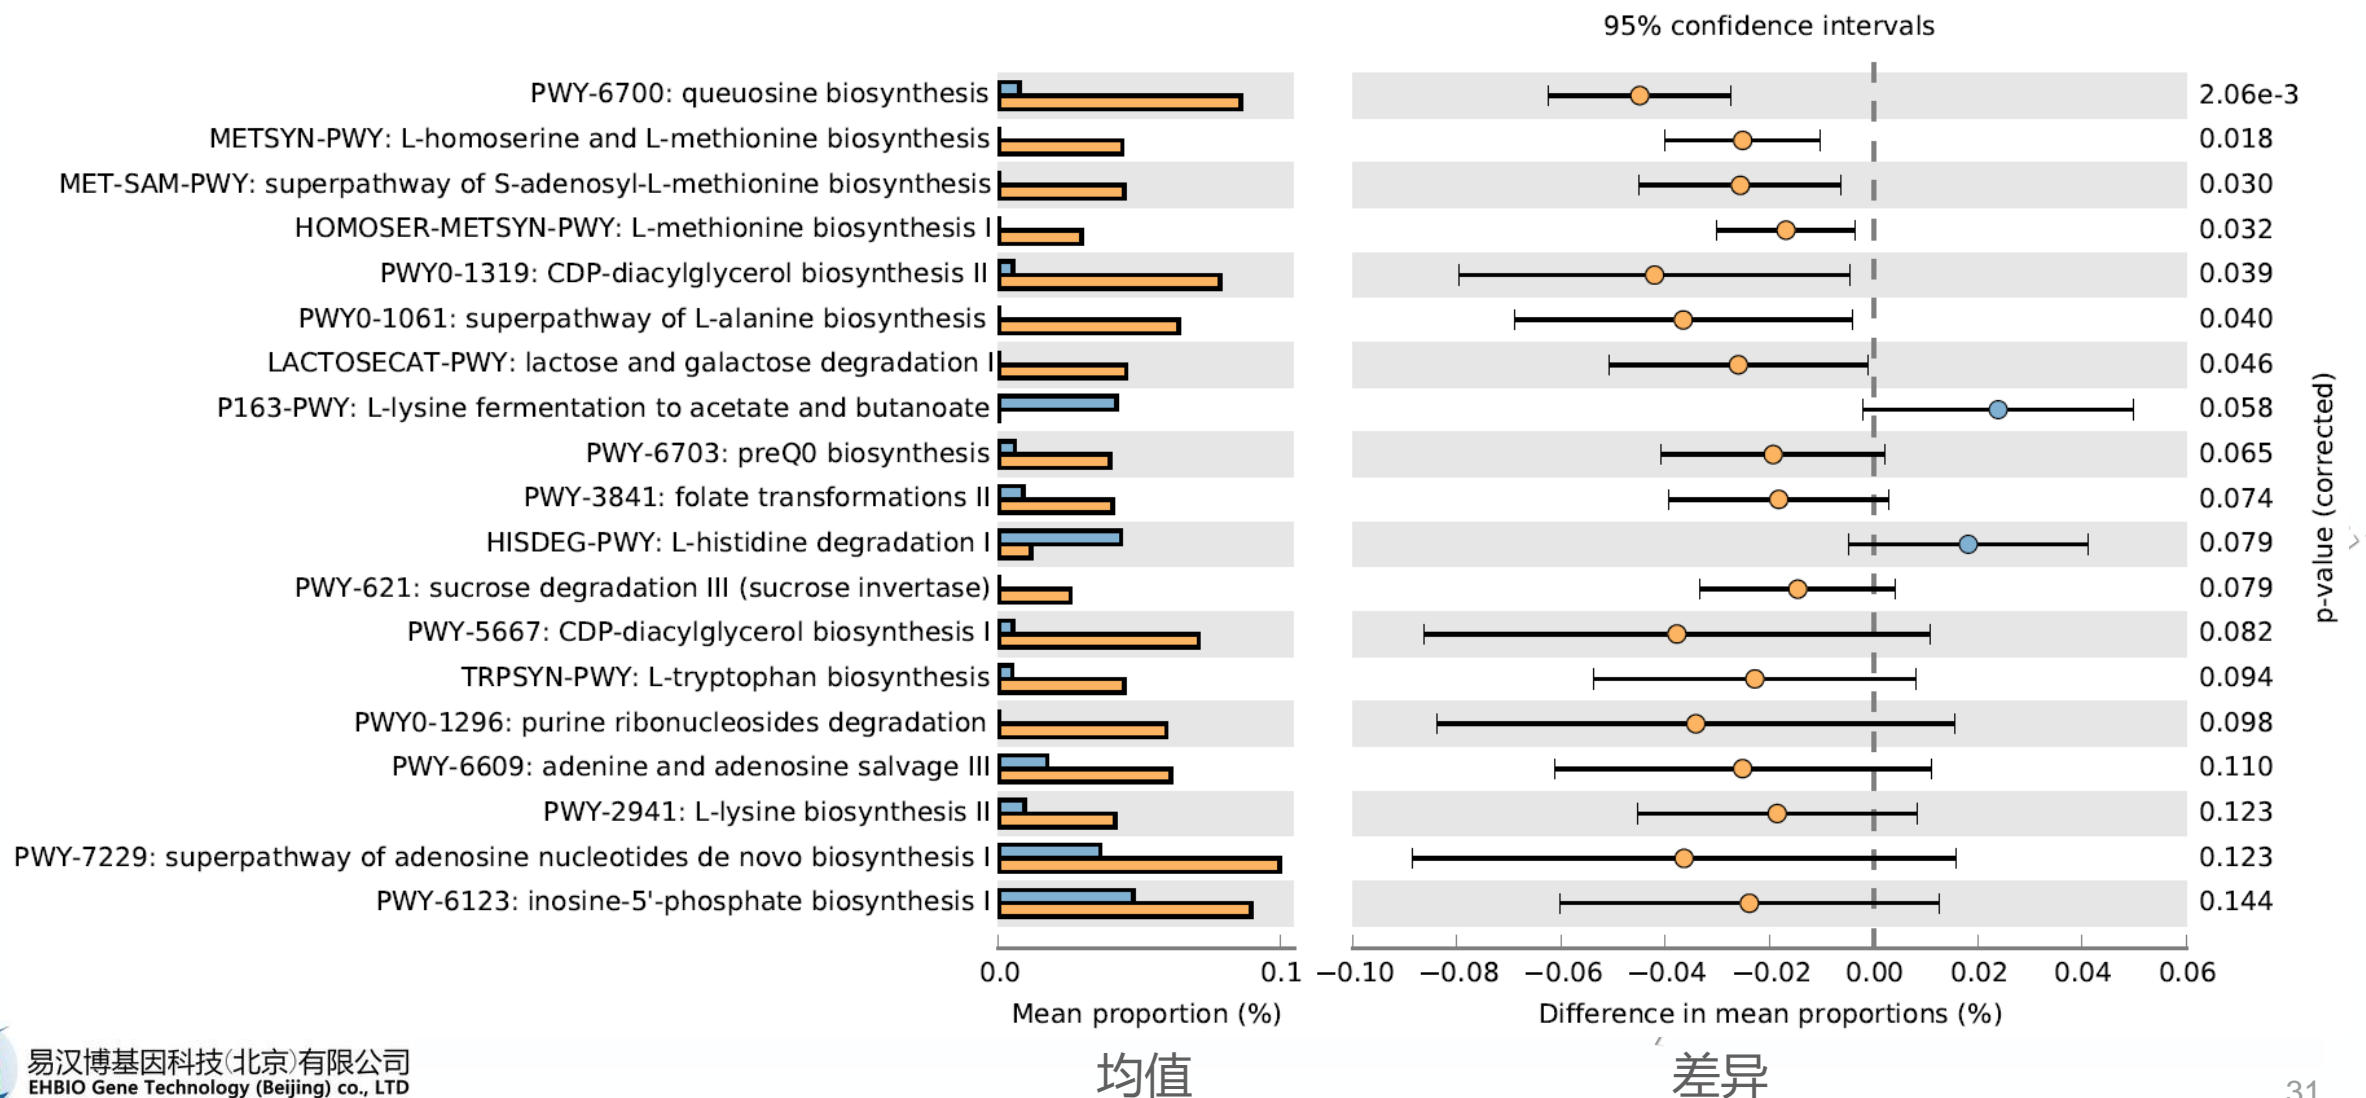 95% confidence intervals
PWY-6700: queuosine biosynthesis 2.06e-3
METSYN-PWY: L-homoserine and L-methionine biosynthesis 0.018
MET-SAM-PWY: superpathway of S-adenosyl-L-methionine biosynthesis 0.030
HOMOSER-METSYN-PWY: L-methionine biosynthesis I 0.032
PWY0-1319: CDP-diacylglycerol biosynthesis II 0.039
PWY0-1061: superpathway of L-alanine biosynthesis 0.040
LACTOSECAT-PWY: lactose and galactose degradation I 0.046
P163-PWY: L-lysine fermentation to acetate and butanoate 0.058
PWY-6703: preQ0 biosynthesis 0.065
PWY-3841: folate transformations II 0.074
HISDEG-PWY: L-histidine degradation I 0.079
PWY-621: sucrose degradation III (sucrose invertase) 0.079
PWY-5667: CDP-diacylglycerol biosynthesis I 0.082
TRPSYN-PWY: L-tryptophan biosynthesis 0.094
PWY0-1296: purine ribonucleosides degradation 0.098
PWY-6609: adenine and adenosine salvage III 0.110
PWY-2941: L-lysine biosynthesis II 0.123
PWY-7229: superpathway of adenosine nucleotides de novo biosynthesis I 0.123
PWY-6123: inosine-5'-phosphate biosynthesis I 0.144
p-value (corrected)
0.0 0.1 −0.10 −0.08 −0.06 −0.04 −0.02 0.00 0.02 0.04 0.06
Mean proportion (%) Difference in mean proportions (%)
均值 差异
易汉博基因科技(北京)有限公司
EHBIO Gene Technology (Beijing) co., LTD
31